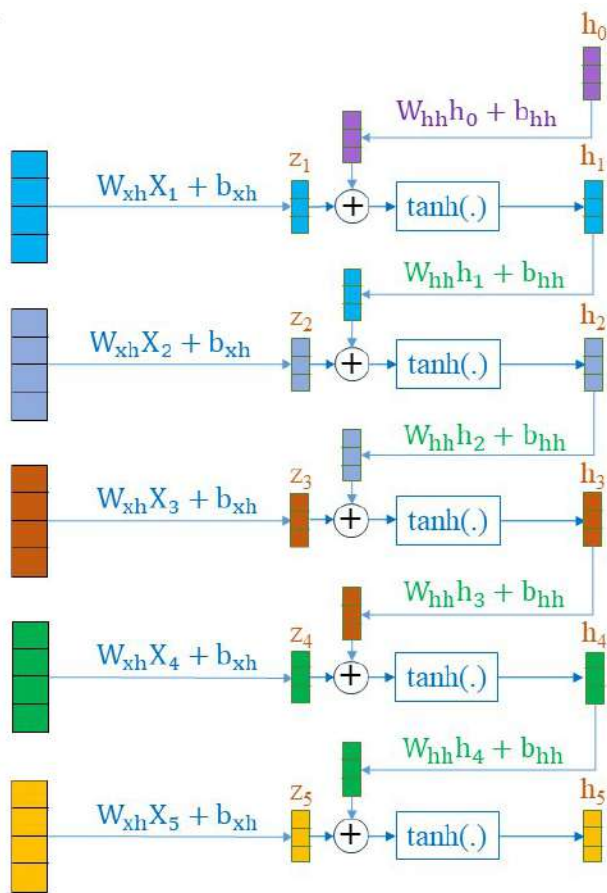 h₀
W_hh h₀ + b_hh
z₁ h₁
W_xh X₁ + b_xh + tanh(.)
W_hh h₁ + b_hh
z₂ h₂
W_xh X₂ + b_xh + tanh(.)
W_hh h₂ + b_hh
z₃ h₃
W_xh X₃ + b_xh + tanh(.)
W_hh h₃ + b_hh
z₄ h₄
W_xh X₄ + b_xh + tanh(.)
W_hh h₄ + b_hh
z₅ h₅
W_xh X₅ + b_xh + tanh(.)